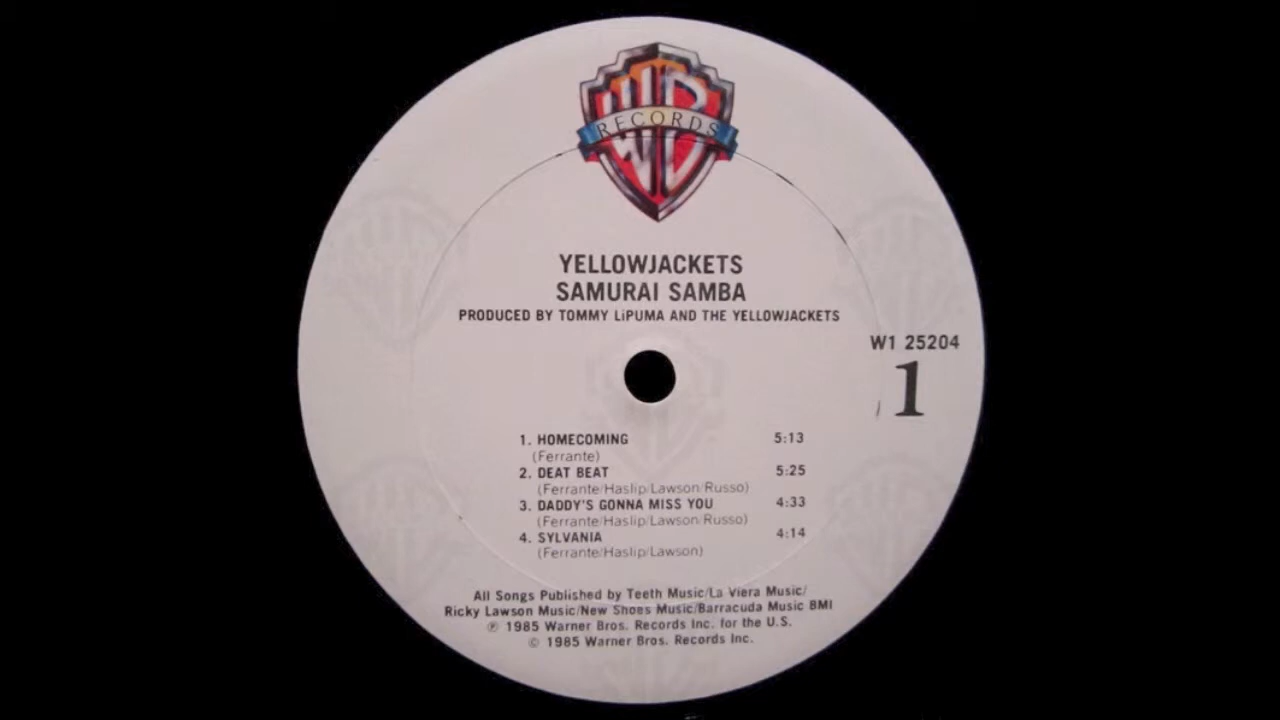 RECORDS
YELLOWJACKETS
SAMURAI SAMBA
PRODUCED BY TOMMY LiPUMA AND THE YELLOWJACKETS
W1 25204
1
1. HOMECOMING 5:13
(Ferrante)
2. DEAT BEAT 5:25
(Ferrante/Haslip/Lawson/Russo)
3. DADDY'S GONNA MISS YOU 4:33
(Ferrante/Haslip/Lawson/Russo)
4. SYLVANIA 4:14
(Ferrante/Haslip/Lawson)
All Songs Published by Teeth Music/La Viera Music/
Ricky Lawson Music/New Shoes Music/Barracuda Music BMI
℗ 1985 Warner Bros. Records Inc. for the U.S.
© 1985 Warner Bros. Records Inc.